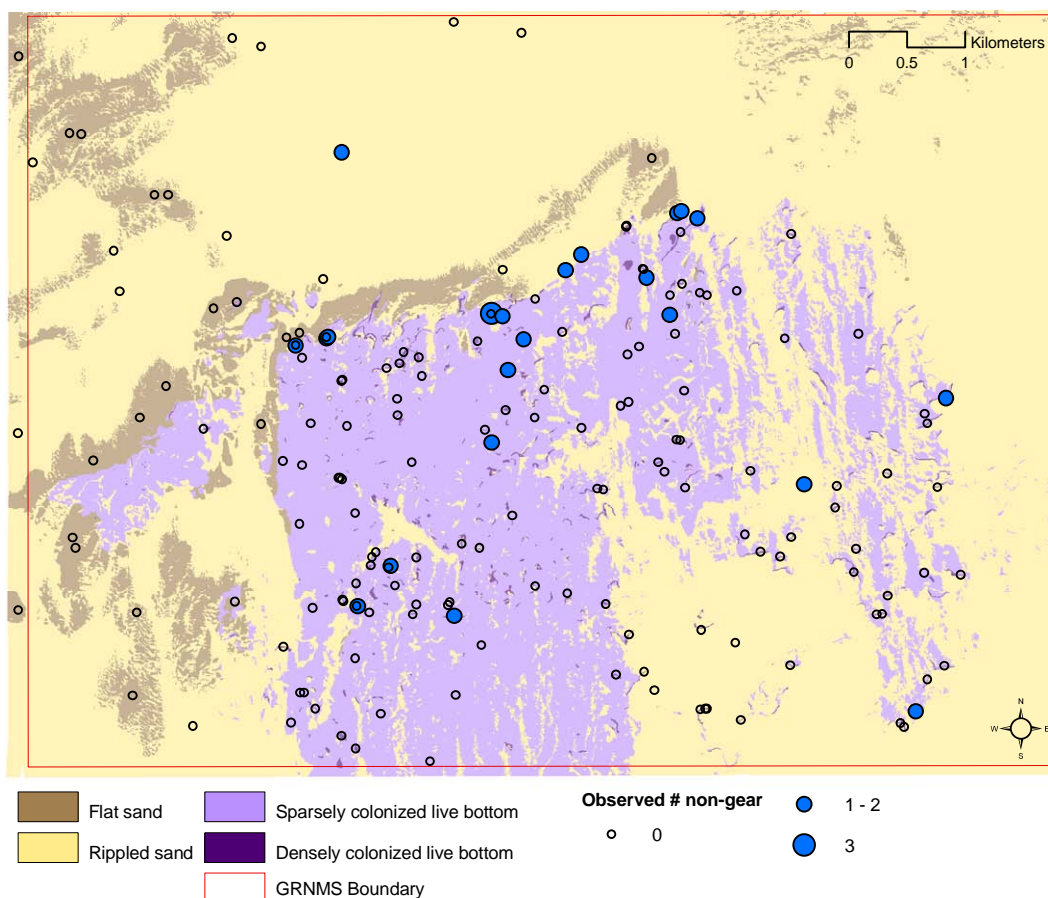 Kilometers
0 0.5 1
N
W E
S
Flat sand
Rippled sand
Sparsely colonized live bottom
Densely colonized live bottom
GRNMS Boundary
Observed # non-gear
0
1 - 2
3